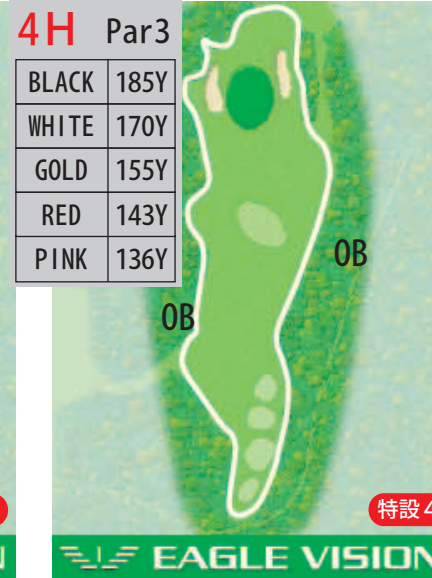 4H Par3
BLACK 185Y
WHITE 170Y
GOLD 155Y
RED 143Y
PINK 136Y
OB
OB
特設4
N
EAGLE VISION